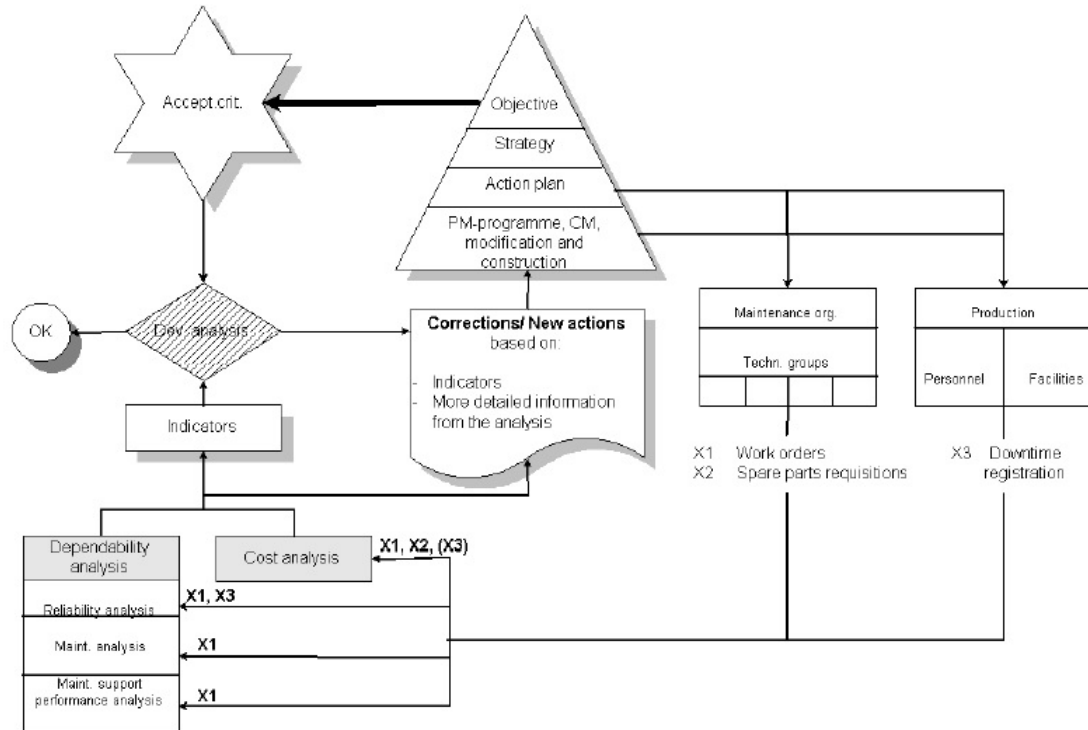 Accept.crit.
Objective
Strategy
Action plan
PM-programme, CM,
modification and
construction
OK
Dev. analysis
Corrections/ New actions
based on:
- Indicators
- More detailed information
from the analysis
Indicators
Maintenance org.
Techn. groups
Production
Personnel
Facilities
X1 Work orders
X2 Spare parts requisitions
X3 Downtime
registration
Dependability
analysis
Cost analysis
X1, X2, (X3)
Reliability analysis
X1, X3
Maint. analysis
X1
Maint. support
performance analysis
X1